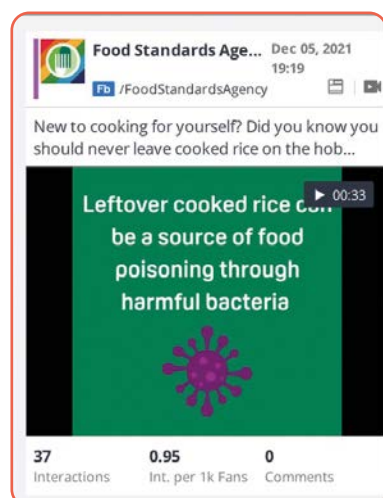 Food Standards Age... Dec 05, 2021
19:19
Fb /FoodStandardsAgency
New to cooking for yourself? Did you know you
should never leave cooked rice on the hob...
00:33
Leftover cooked rice can
be a source of food
poisoning through
harmful bacteria
37 0.95 0
Interactions Int. per 1k Fans Comments